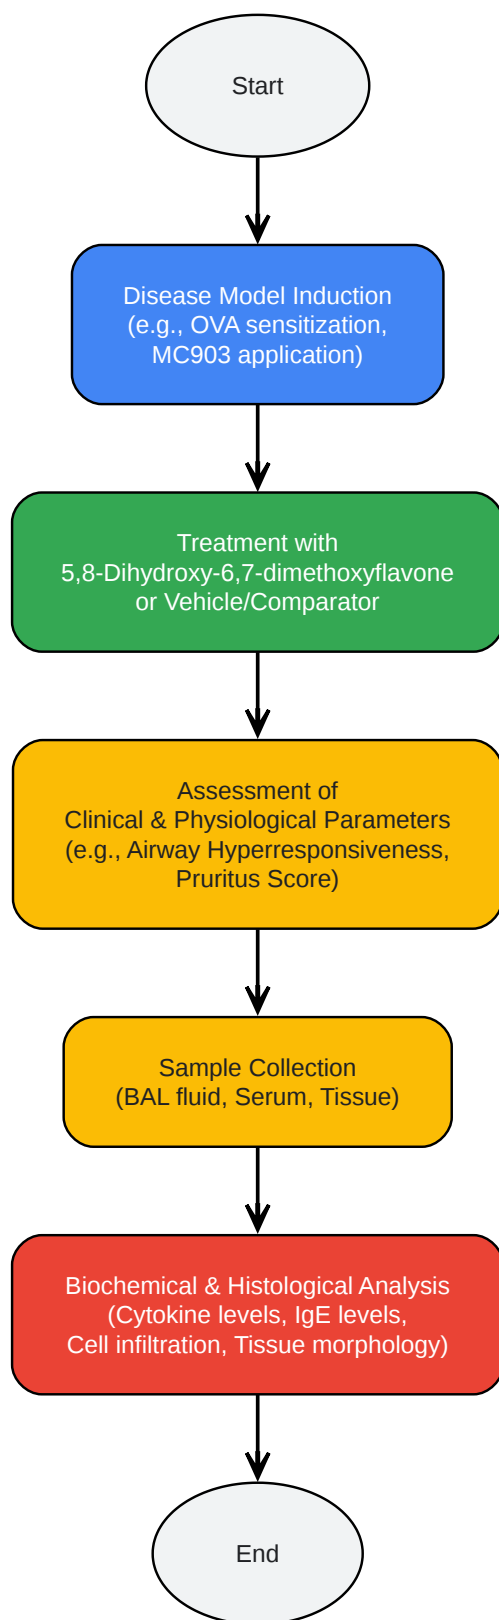 Start
Disease Model Induction
(e.g., OVA sensitization,
MC903 application)
Treatment with
5,8-Dihydroxy-6,7-dimethoxyflavone
or Vehicle/Comparator
Assessment of
Clinical & Physiological Parameters
(e.g., Airway Hyperresponsiveness,
Pruritus Score)
Sample Collection
(BAL fluid, Serum, Tissue)
Biochemical & Histological Analysis
(Cytokine levels, IgE levels,
Cell infiltration, Tissue morphology)
End